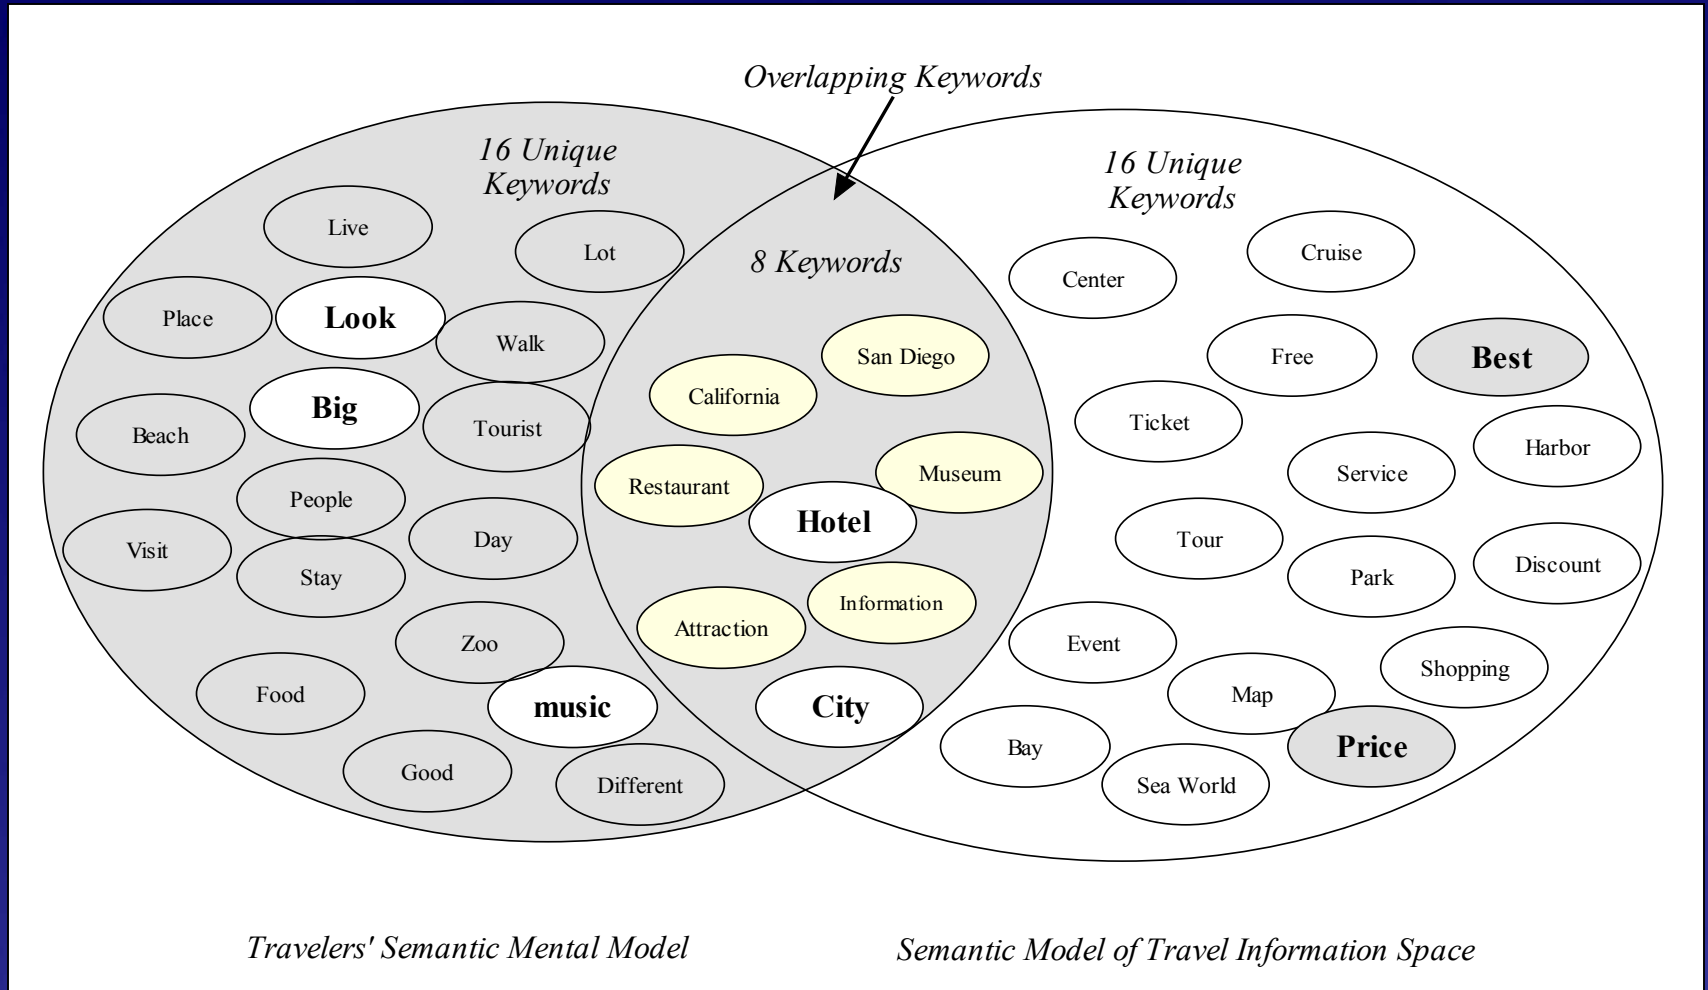 Overlapping Keywords
16 Unique
Keywords
16 Unique
Keywords
8 Keywords
Live
Lot
Place
Look
Walk
Big
Beach
Tourist
People
Visit
Day
Stay
Zoo
Food
music
Good
Different
San Diego
California
Restaurant
Museum
Hotel
Information
Attraction
City
Center
Cruise
Free
Best
Ticket
Harbor
Service
Tour
Park
Discount
Event
Shopping
Map
Bay
Price
Sea World
Travelers' Semantic Mental Model
Semantic Model of Travel Information Space